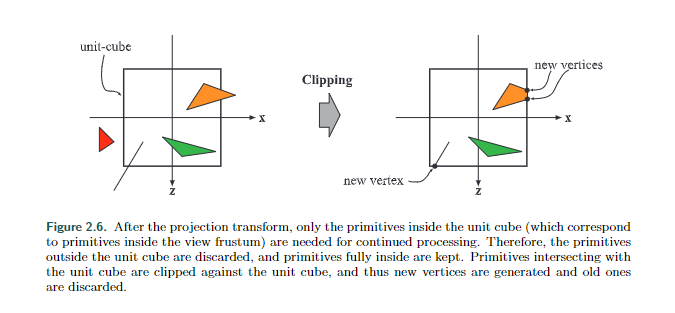 unit-cube
Clipping
new vertices
x
x
new vertex
z
z
Figure 2.6. After the projection transform, only the primitives inside the unit cube (which correspond
to primitives inside the view frustum) are needed for continued processing. Therefore, the primitives
outside the unit cube are discarded, and primitives fully inside are kept. Primitives intersecting with
the unit cube are clipped against the unit cube, and thus new vertices are generated and old ones
are discarded.